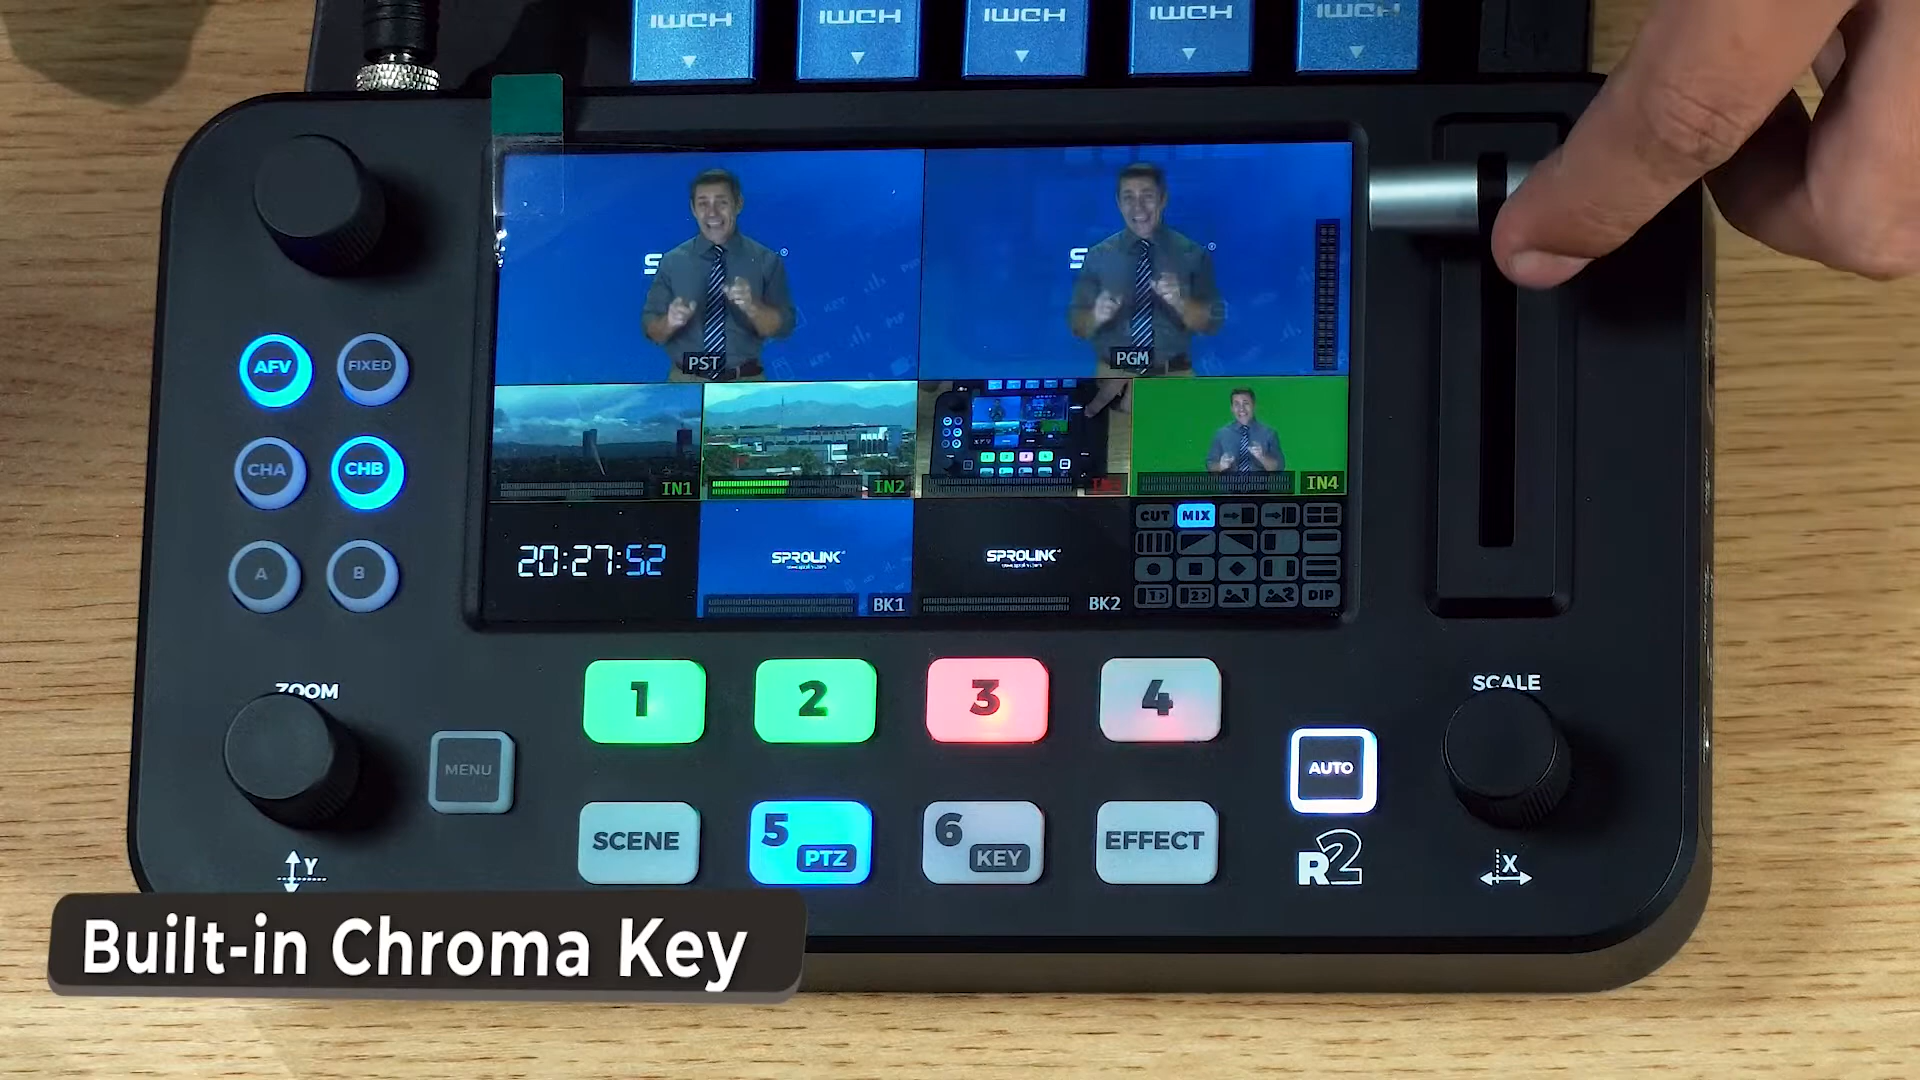 IWCH IWCH IWCH IWCH IWCH
PST
PGM
IN1 IN2 IN3 IN4
CUT MIX
20:27:52
SPROLINK
SPROLINK
BK1
BK2
DIP
AFV FIXED
CHA CHB
A B
ZOOM
MENU
Y
1 2 3 4
SCENE
5 PTZ
6 KEY
EFFECT
AUTO
R2
SCALE
X
Built-in Chroma Key